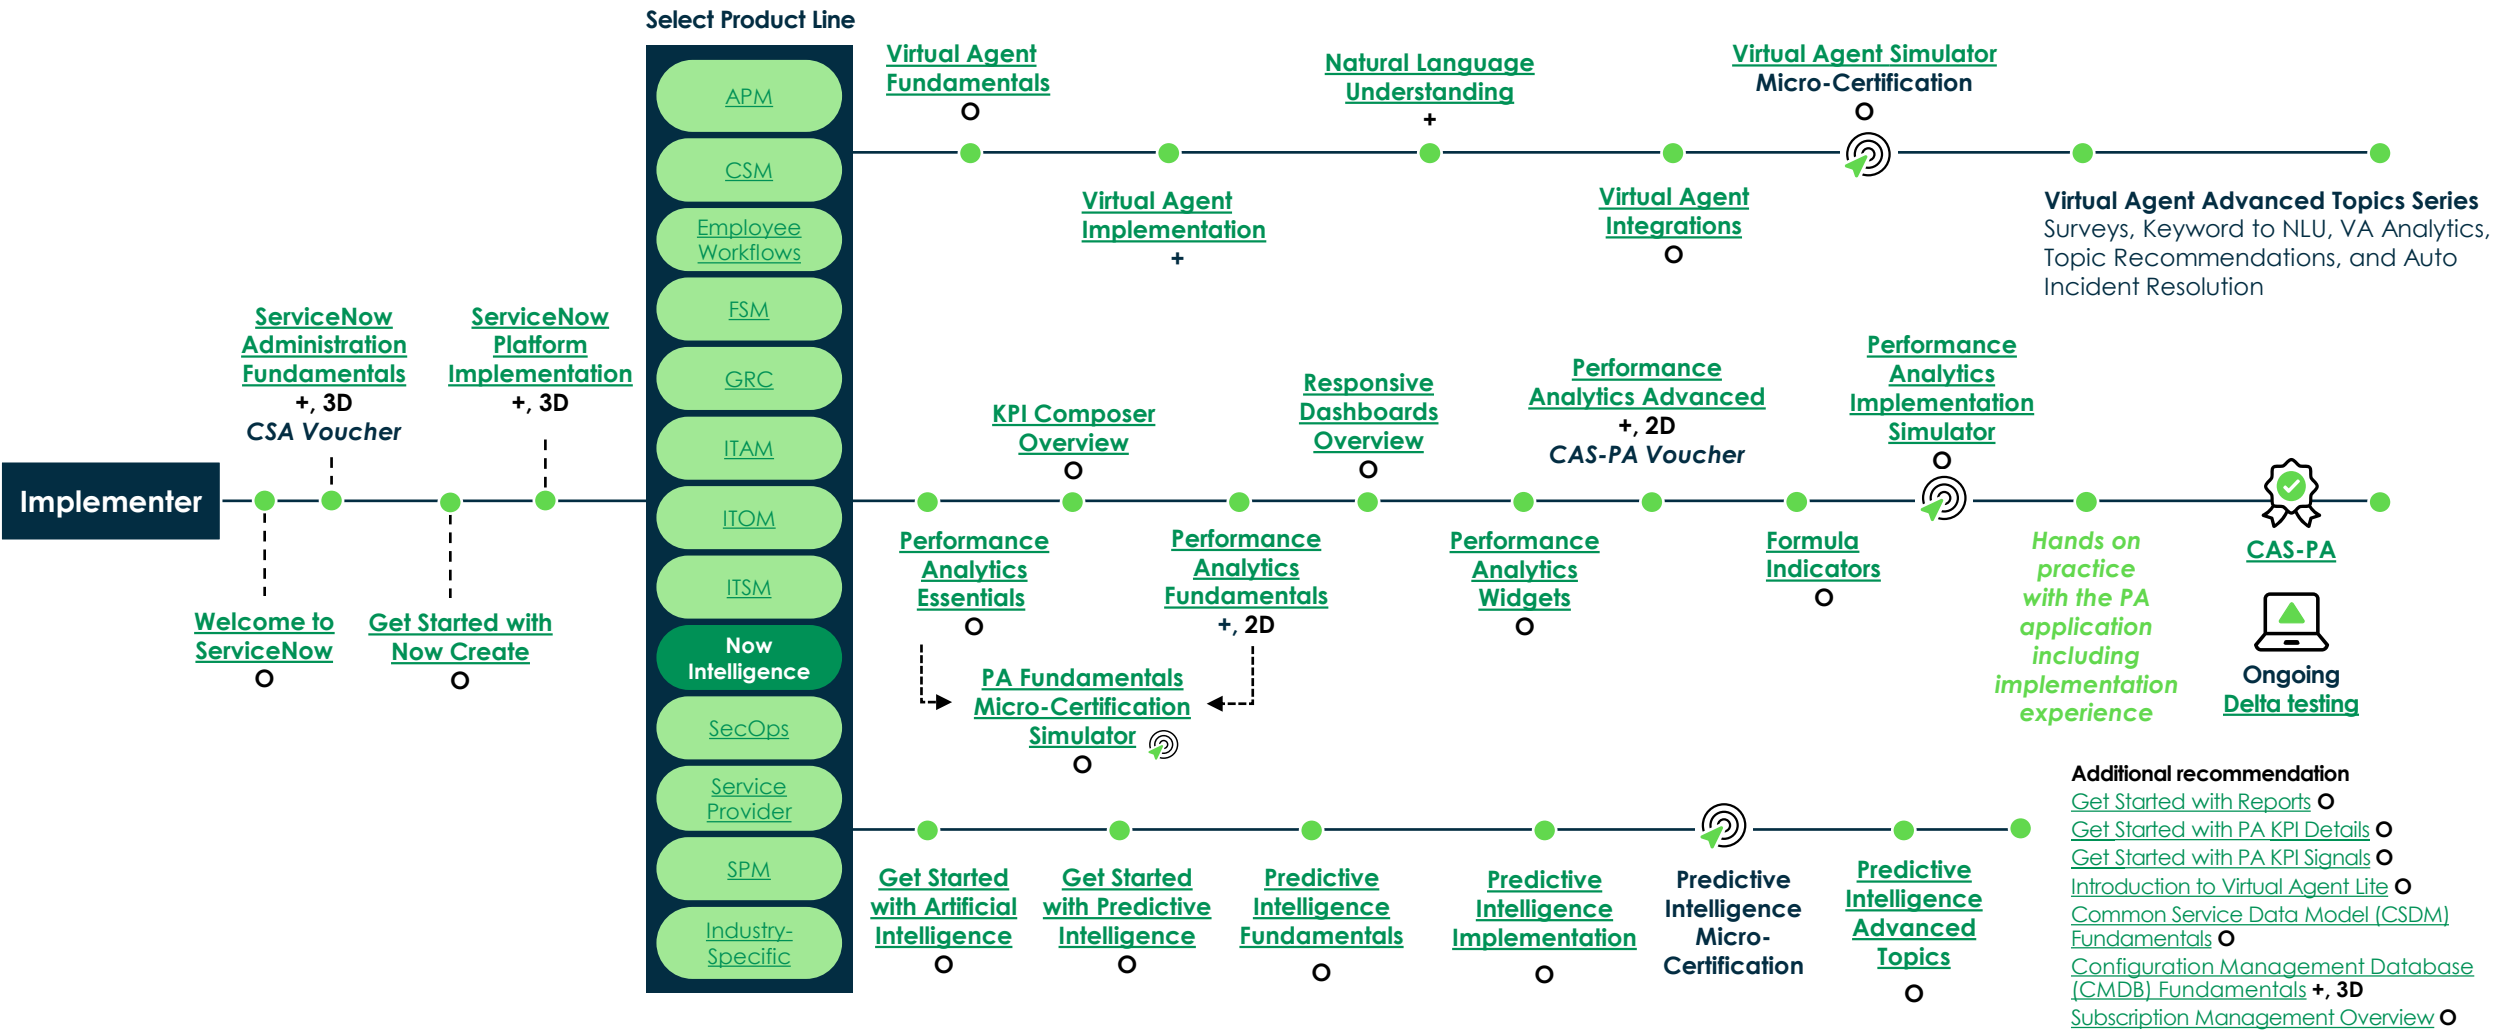 Select Product Line
APM
CSM
Employee
Workflows
FSM
GRC
ITAM
ITOM
ITSM
Now
Intelligence
SecOps
Service
Provider
SPM
Industry-
Specific
Implementer
Welcome to
ServiceNow
O
ServiceNow
Administration
Fundamentals
+, 3D
CSA Voucher
Get Started with
Now Create
O
ServiceNow
Platform
Implementation
+, 3D
Virtual Agent
Fundamentals
O
Virtual Agent
Implementation
+
Natural Language
Understanding
+
Virtual Agent
Integrations
O
Virtual Agent Simulator
Micro-Certification
O
Virtual Agent Advanced Topics Series
Surveys, Keyword to NLU, VA Analytics,
Topic Recommendations, and Auto
Incident Resolution
Performance
Analytics
Essentials
O
KPI Composer
Overview
O
Performance
Analytics
Fundamentals
+, 2D
PA Fundamentals
Micro-Certification
Simulator
O
Responsive
Dashboards
Overview
O
Performance
Analytics
Widgets
O
Performance
Analytics Advanced
+, 2D
CAS-PA Voucher
Formula
Indicators
O
Performance
Analytics
Implementation
Simulator
O
Hands on
practice
with the PA
application
including
implementation
experience
CAS-PA
Ongoing
Delta testing
Get Started
with Artificial
Intelligence
O
Get Started
with Predictive
Intelligence
O
Predictive
Intelligence
Fundamentals
O
Predictive
Intelligence
Implementation
O
Predictive
Intelligence
Micro-
Certification
Predictive
Intelligence
Advanced
Topics
O
Additional recommendation
Get Started with Reports O
Get Started with PA KPI Details O
Get Started with PA KPI Signals O
Introduction to Virtual Agent Lite O
Common Service Data Model (CSDM)
Fundamentals O
Configuration Management Database
(CMDB) Fundamentals +, 3D
Subscription Management Overview O